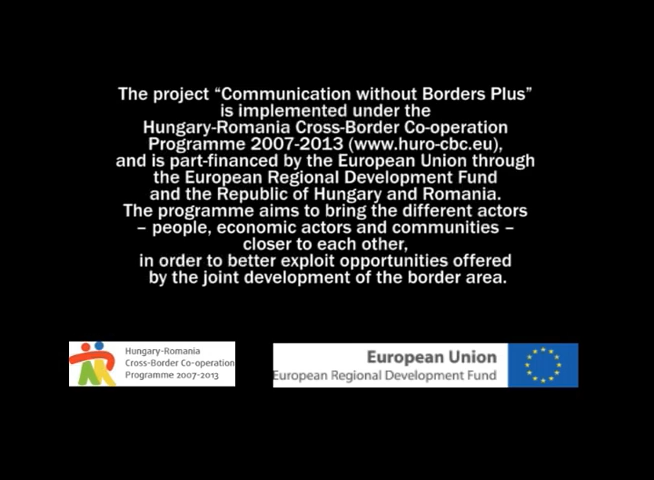 The project “Communication without Borders Plus”
is implemented under the
Hungary-Romania Cross-Border Co-operation
Programme 2007-2013 (www.huro-cbc.eu),
and is part-financed by the European Union through
the European Regional Development Fund
and the Republic of Hungary and Romania.
The programme aims to bring the different actors
– people, economic actors and communities –
closer to each other,
in order to better exploit opportunities offered
by the joint development of the border area.
Hungary-Romania
Cross-Border Co-operation
Programme 2007-2013
European Union
European Regional Development Fund